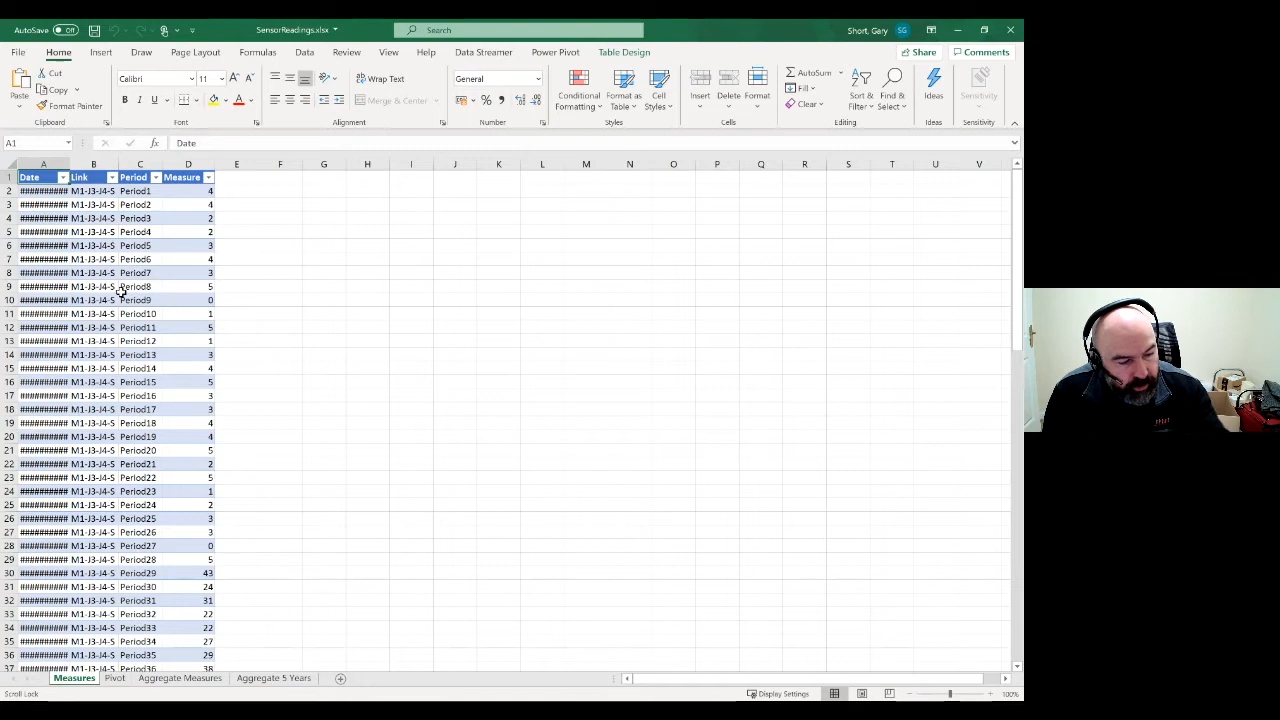 AutoSave Off SensorReadings.xlsx Search Short, Gary SG
File Home Insert Draw Page Layout Formulas Data Review View Help Data Streamer Power Pivot Table Design Share Comments
Paste Cut Copy Format Painter Clipboard
Calibri 11 B I U Font
Wrap Text Merge & Center Alignment
General % Number
Conditional Formatting Format as Table Cell Styles Styles
Insert Delete Format Cells
AutoSum Fill Clear Sort & Filter Find & Select Editing
Ideas Ideas
Sensitivity Sensitivity
A1 fx Date
A B C D E F G H I J K L M N O P Q R S T U V
1 Date Link Period Measure
2 ########## M1-J3-J4-S Period1 4
3 ########## M1-J3-J4-S Period2 4
4 ########## M1-J3-J4-S Period3 2
5 ########## M1-J3-J4-S Period4 2
6 ########## M1-J3-J4-S Period5 3
7 ########## M1-J3-J4-S Period6 4
8 ########## M1-J3-J4-S Period7 3
9 ########## M1-J3-J4-S Period8 5
10 ########## M1-J3-J4-S Period9 0
11 ########## M1-J3-J4-S Period10 1
12 ########## M1-J3-J4-S Period11 5
13 ########## M1-J3-J4-S Period12 1
14 ########## M1-J3-J4-S Period13 3
15 ########## M1-J3-J4-S Period14 4
16 ########## M1-J3-J4-S Period15 5
17 ########## M1-J3-J4-S Period16 3
18 ########## M1-J3-J4-S Period17 3
19 ########## M1-J3-J4-S Period18 4
20 ########## M1-J3-J4-S Period19 4
21 ########## M1-J3-J4-S Period20 5
22 ########## M1-J3-J4-S Period21 2
23 ########## M1-J3-J4-S Period22 5
24 ########## M1-J3-J4-S Period23 1
25 ########## M1-J3-J4-S Period24 2
26 ########## M1-J3-J4-S Period25 3
27 ########## M1-J3-J4-S Period26 3
28 ########## M1-J3-J4-S Period27 0
29 ########## M1-J3-J4-S Period28 5
30 ########## M1-J3-J4-S Period29 43
31 ########## M1-J3-J4-S Period30 24
32 ########## M1-J3-J4-S Period31 31
33 ########## M1-J3-J4-S Period32 22
34 ########## M1-J3-J4-S Period33 22
35 ########## M1-J3-J4-S Period34 27
36 ########## M1-J3-J4-S Period35 29
37 ########## M1-J3-J4-S Period36 38
Measures Pivot Aggregate Measures Aggregate 5 Years
Scroll Lock Display Settings 100%